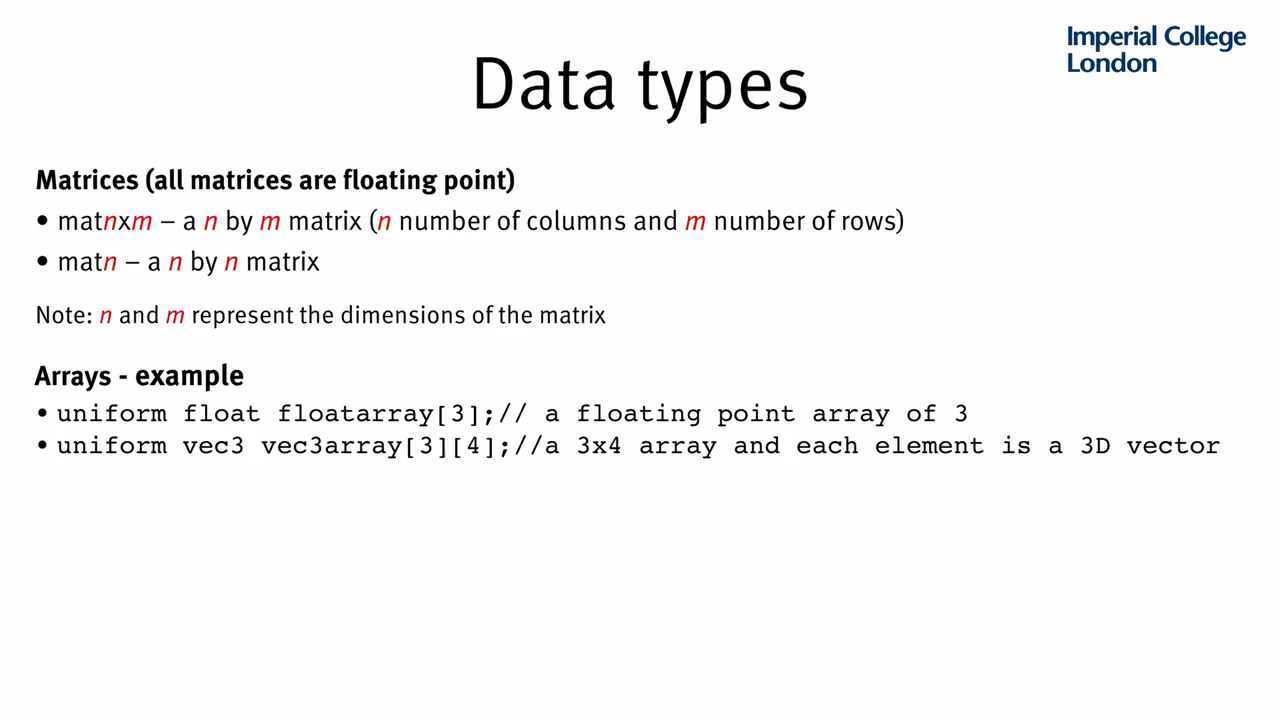 Imperial College
London
Data types
Matrices (all matrices are floating point)
• matnxm – a n by m matrix (n number of columns and m number of rows)
• matn – a n by n matrix
Note: n and m represent the dimensions of the matrix
Arrays - example
• uniform float floatarray[3];// a floating point array of 3
• uniform vec3 vec3array[3][4];//a 3x4 array and each element is a 3D vector